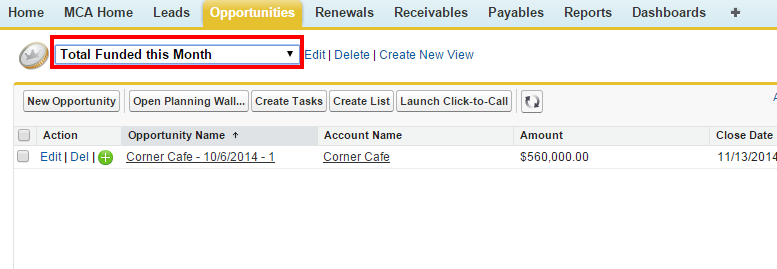 Home MCA Home Leads Opportunities Renewals Receivables Payables Reports Dashboards +
Total Funded this Month Edit | Delete | Create New View
New Opportunity Open Planning Wall... Create Tasks Create List Launch Click-to-Call
Action Opportunity Name Account Name Amount Close Date
Edit | Del | Corner Cafe - 10/6/2014 - 1 Corner Cafe $560,000.00 11/13/2014